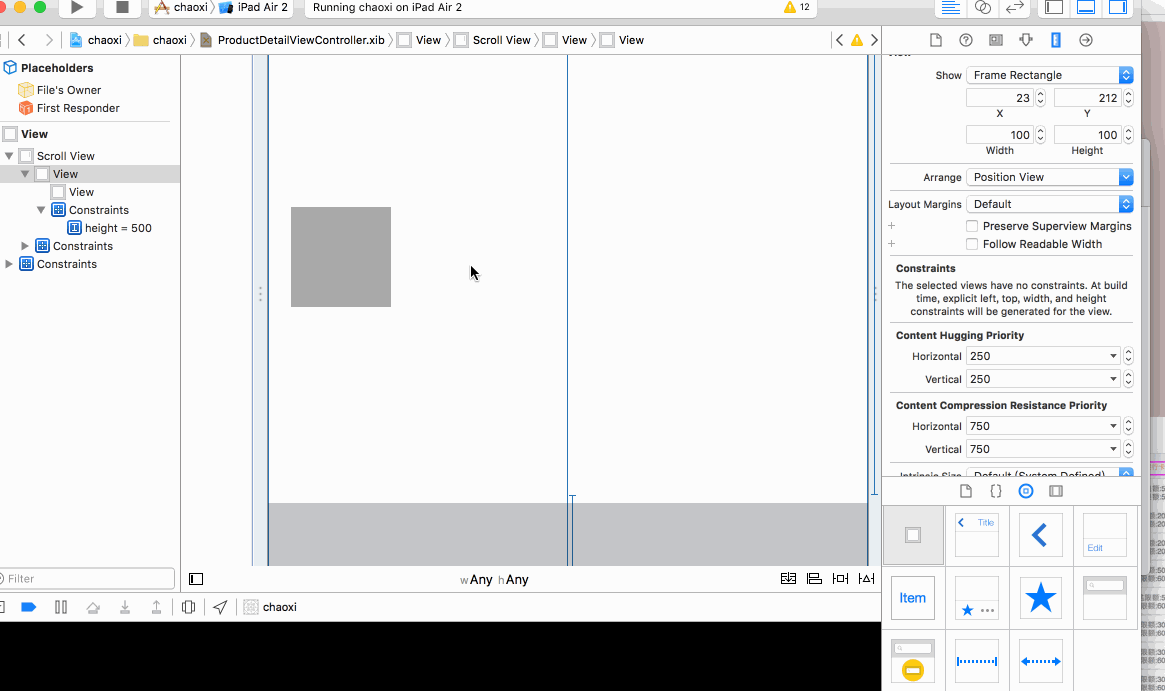 chaoxi iPad Air 2 Running chaoxi on iPad Air 2 12
chaoxi chaoxi ProductDetailViewController.xib View Scroll View View View
Placeholders
File's Owner
First Responder
View
Scroll View
View
View
Constraints
height = 500
Constraints
Constraints
Filter
wAny hAny
chaoxi
Show Frame Rectangle
23 212
X Y
100 100
Width Height
Arrange Position View
Layout Margins Default
Preserve Superview Margins
Follow Readable Width
Constraints
The selected views have no constraints. At build
time, explicit left, top, width, and height
constraints will be generated for the view.
Content Hugging Priority
Horizontal 250
Vertical 250
Content Compression Resistance Priority
Horizontal 750
Vertical 750
Intrinsic Size Default (System Defined)
Title
Edit
Item